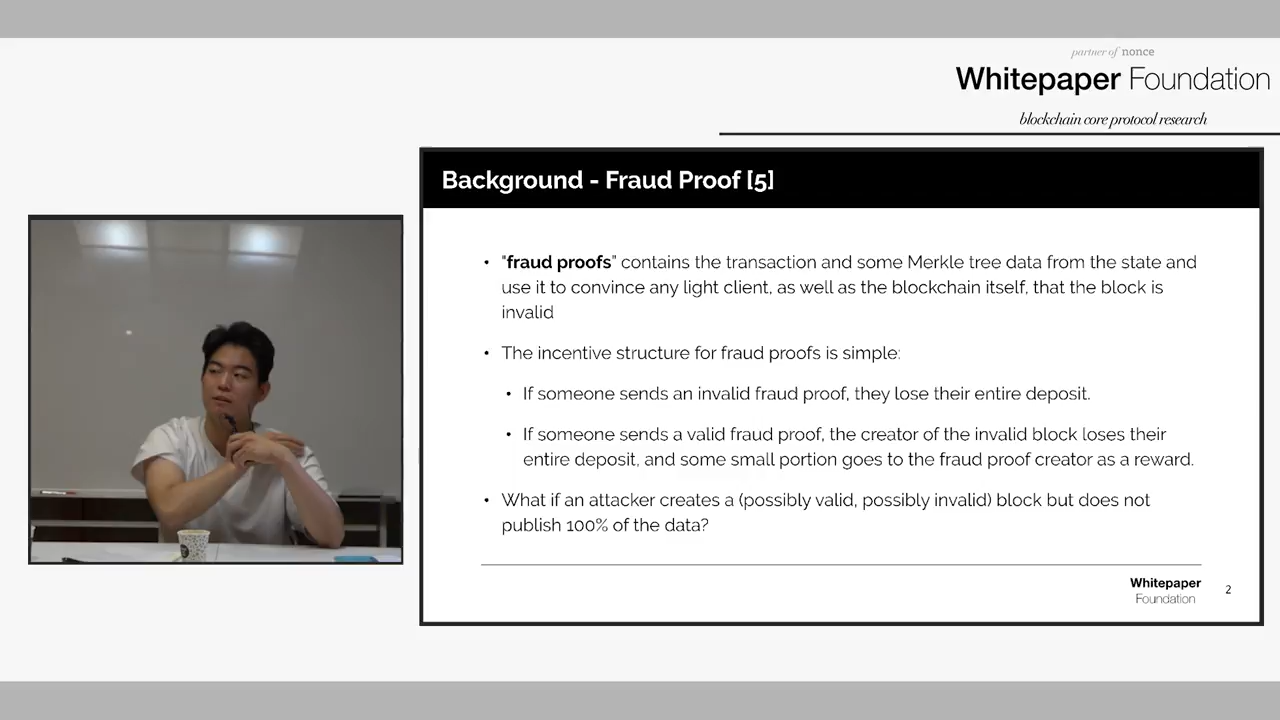 partner of nonce
Whitepaper Foundation
blockchain core protocol research
Background - Fraud Proof [5]
• "fraud proofs" contains the transaction and some Merkle tree data from the state and
use it to convince any light client, as well as the blockchain itself, that the block is
invalid
• The incentive structure for fraud proofs is simple:
• If someone sends an invalid fraud proof, they lose their entire deposit.
• If someone sends a valid fraud proof, the creator of the invalid block loses their
entire deposit, and some small portion goes to the fraud proof creator as a reward.
• What if an attacker creates a (possibly valid, possibly invalid) block but does not
publish 100% of the data?
Whitepaper
Foundation
2